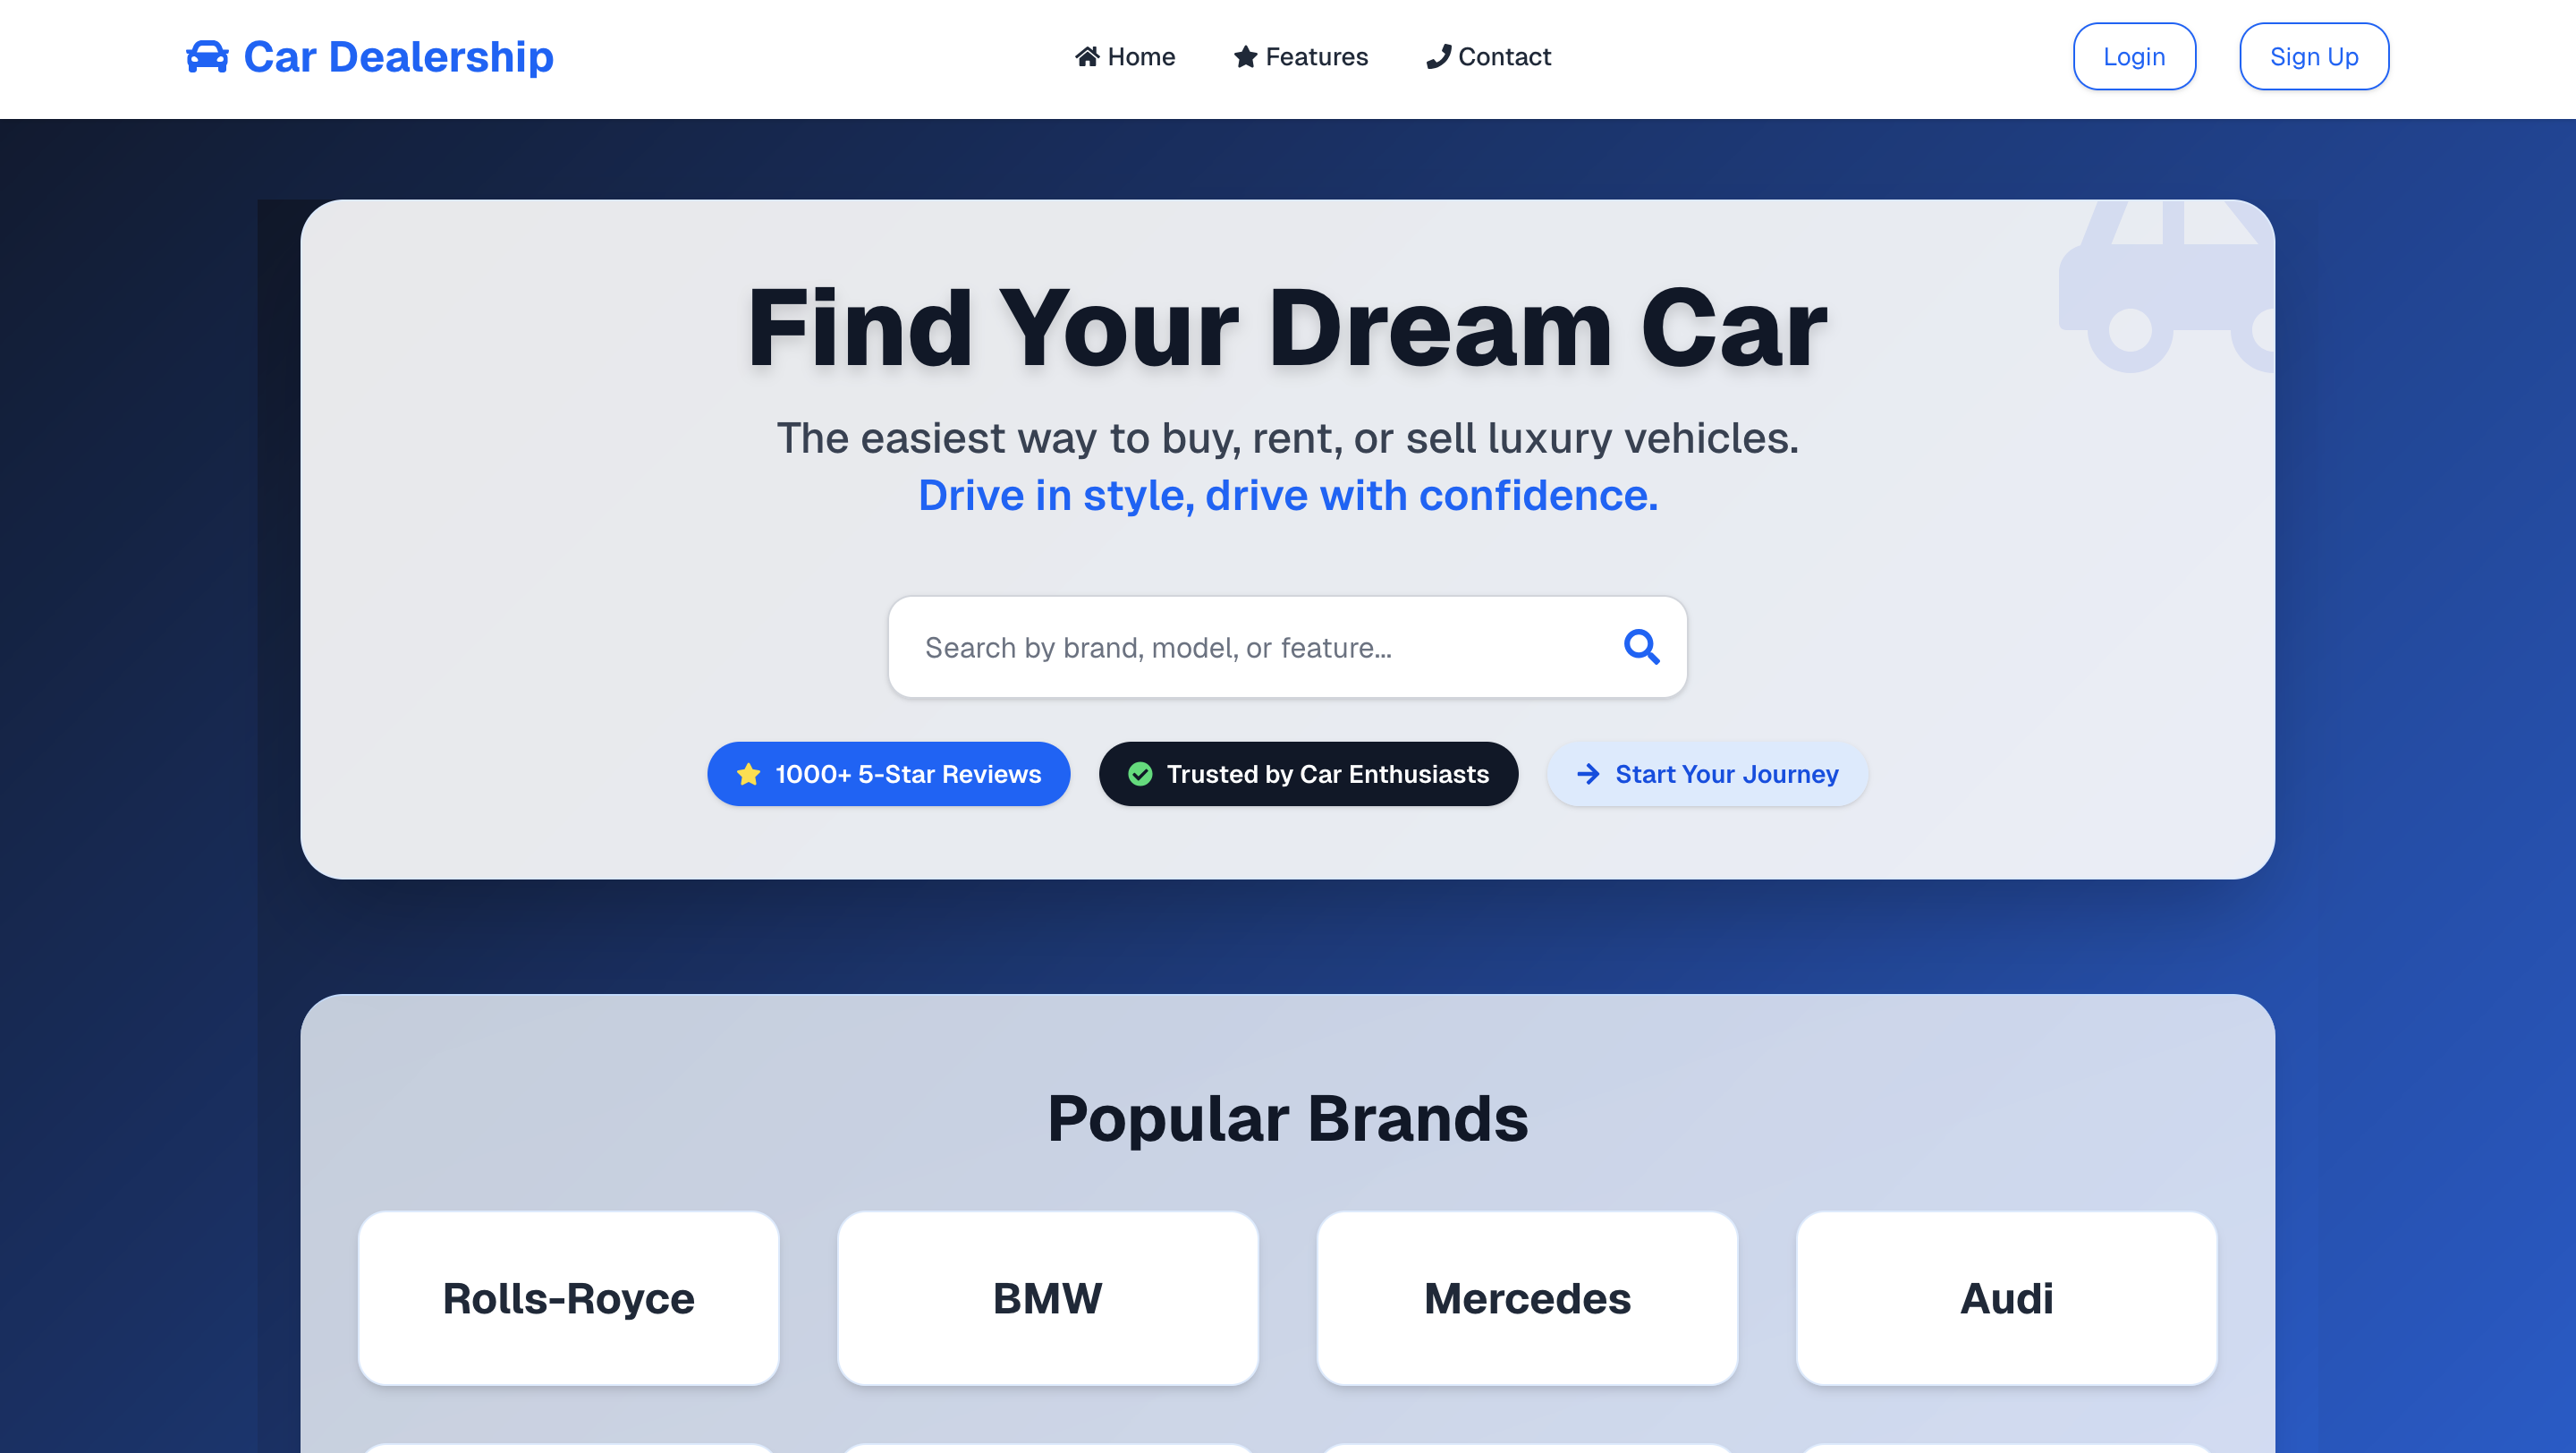 Car Dealership
Home
Features
Contact
Login
Sign Up
Find Your Dream Car
The easiest way to buy, rent, or sell luxury vehicles.
Drive in style, drive with confidence.
Search by brand, model, or feature...
1000+ 5-Star Reviews
Trusted by Car Enthusiasts
Start Your Journey
Popular Brands
Rolls-Royce
BMW
Mercedes
Audi